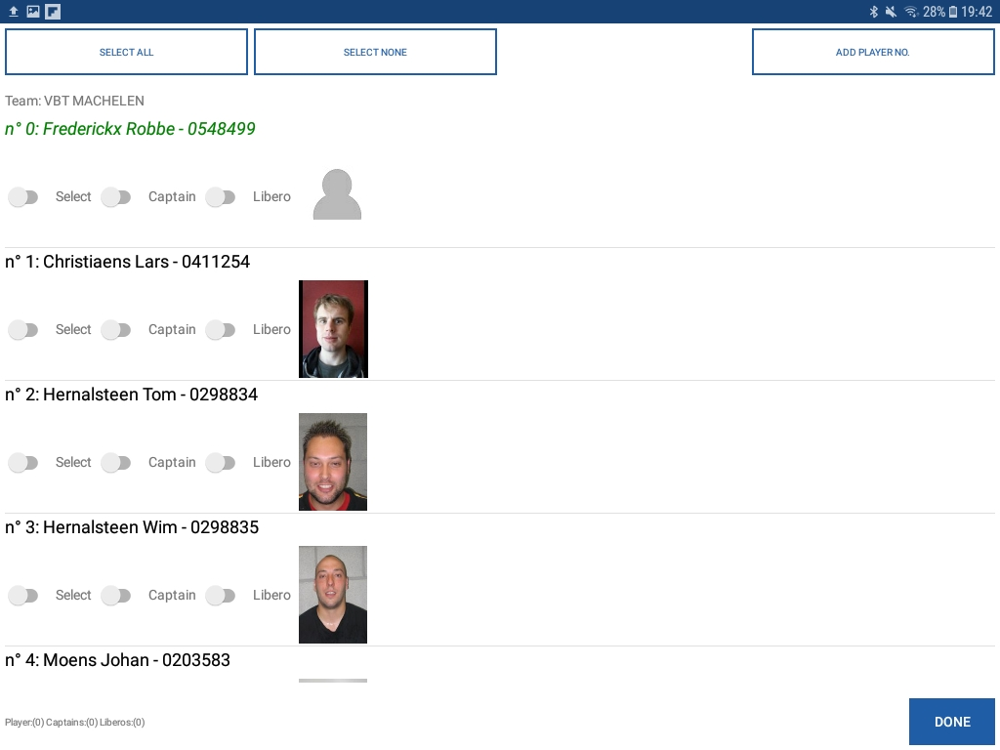 28% 19:42
SELECT ALL SELECT NONE ADD PLAYER NO.
Team: VBT MACHELEN
n° 0: Frederickx Robbe - 0548499
Select Captain Libero
n° 1: Christiaens Lars - 0411254
Select Captain Libero
n° 2: Hernalsteen Tom - 0298834
Select Captain Libero
n° 3: Hernalsteen Wim - 0298835
Select Captain Libero
n° 4: Moens Johan - 0203583
Player:(0) Captains:(0) Liberos:(0) DONE